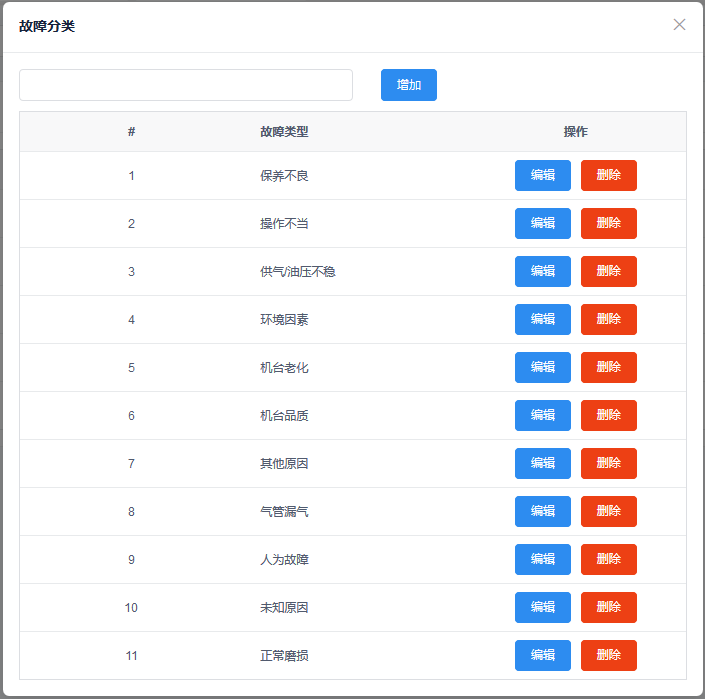 故障分类
增加
# 故障类型 操作
1 保养不良 编辑 删除
2 操作不当 编辑 删除
3 供气/油压不稳 编辑 删除
4 环境因素 编辑 删除
5 机台老化 编辑 删除
6 机台品质 编辑 删除
7 其他原因 编辑 删除
8 气管漏气 编辑 删除
9 人为故障 编辑 删除
10 未知原因 编辑 删除
11 正常磨损 编辑 删除